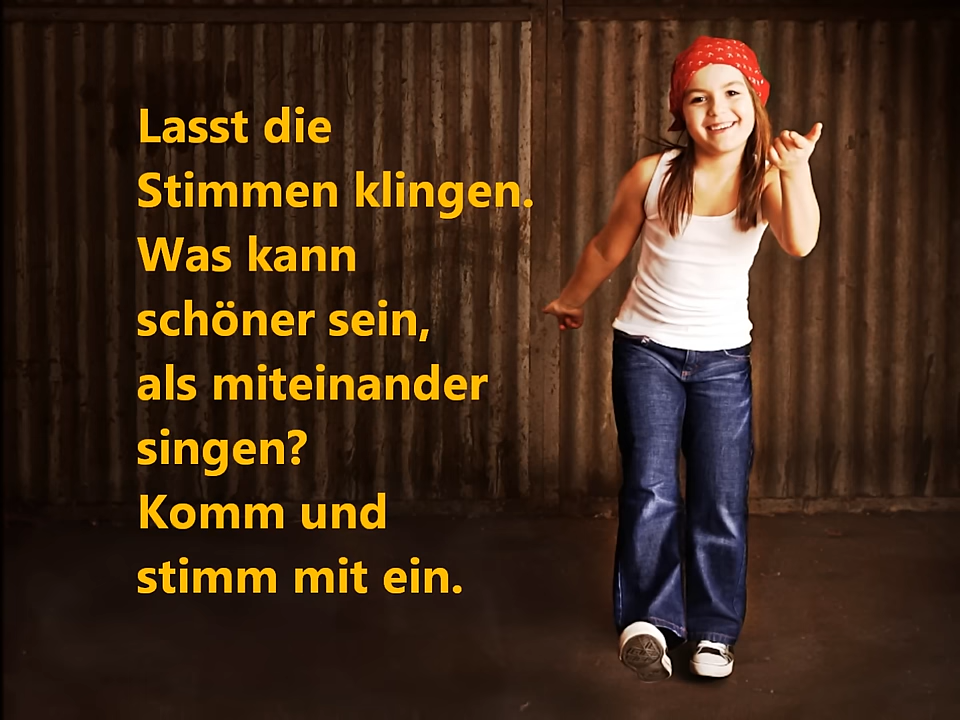 Lasst die
Stimmen klingen.
Was kann
schöner sein,
als miteinander
singen?
Komm und
stimm mit ein.